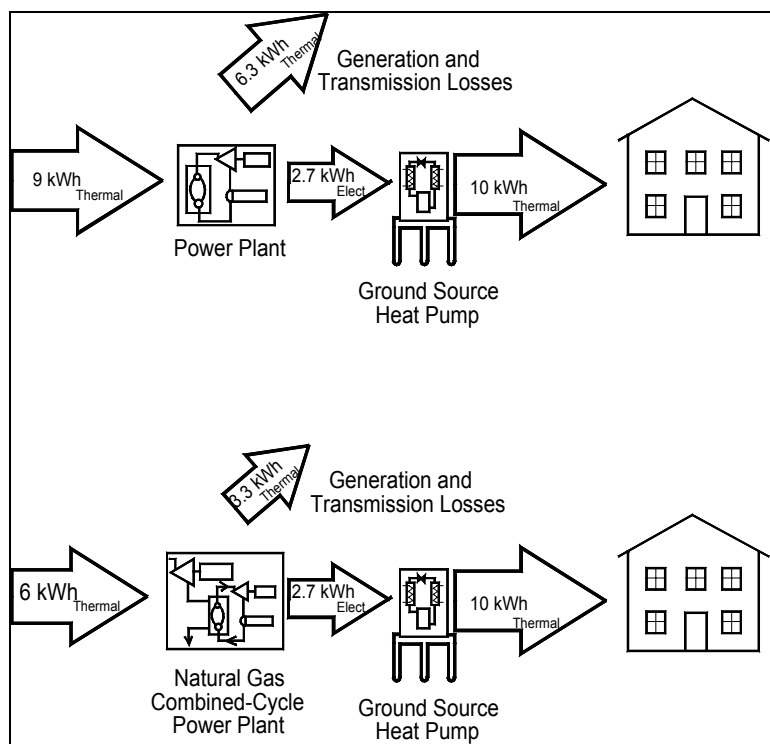 6.3 kWh
Thermal
Generation and
Transmission Losses
9 kWh
Thermal
2.7 kWh
Elect
10 kWh
Thermal
Power Plant
Ground Source
Heat Pump
3.3 kWh
Thermal
Generation and
Transmission Losses
6 kWh
Thermal
2.7 kWh
Elect
10 kWh
Thermal
Natural Gas
Combined-Cycle
Power Plant
Ground Source
Heat Pump